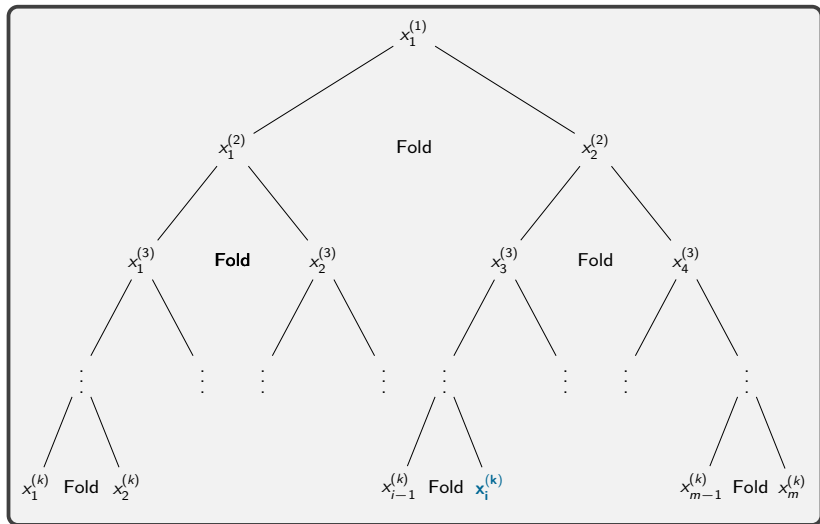 x_1^{(1)}
x_1^{(2)} Fold x_2^{(2)}
x_1^{(3)} Fold x_2^{(3)} x_3^{(3)} Fold x_4^{(3)}
⋮ ⋮ ⋮ ⋮ ⋮ ⋮ ⋮ ⋮
x_1^{(k)} Fold x_2^{(k)} x_{i−1}^{(k)} Fold x_i^{(k)} x_{m−1}^{(k)} Fold x_m^{(k)}